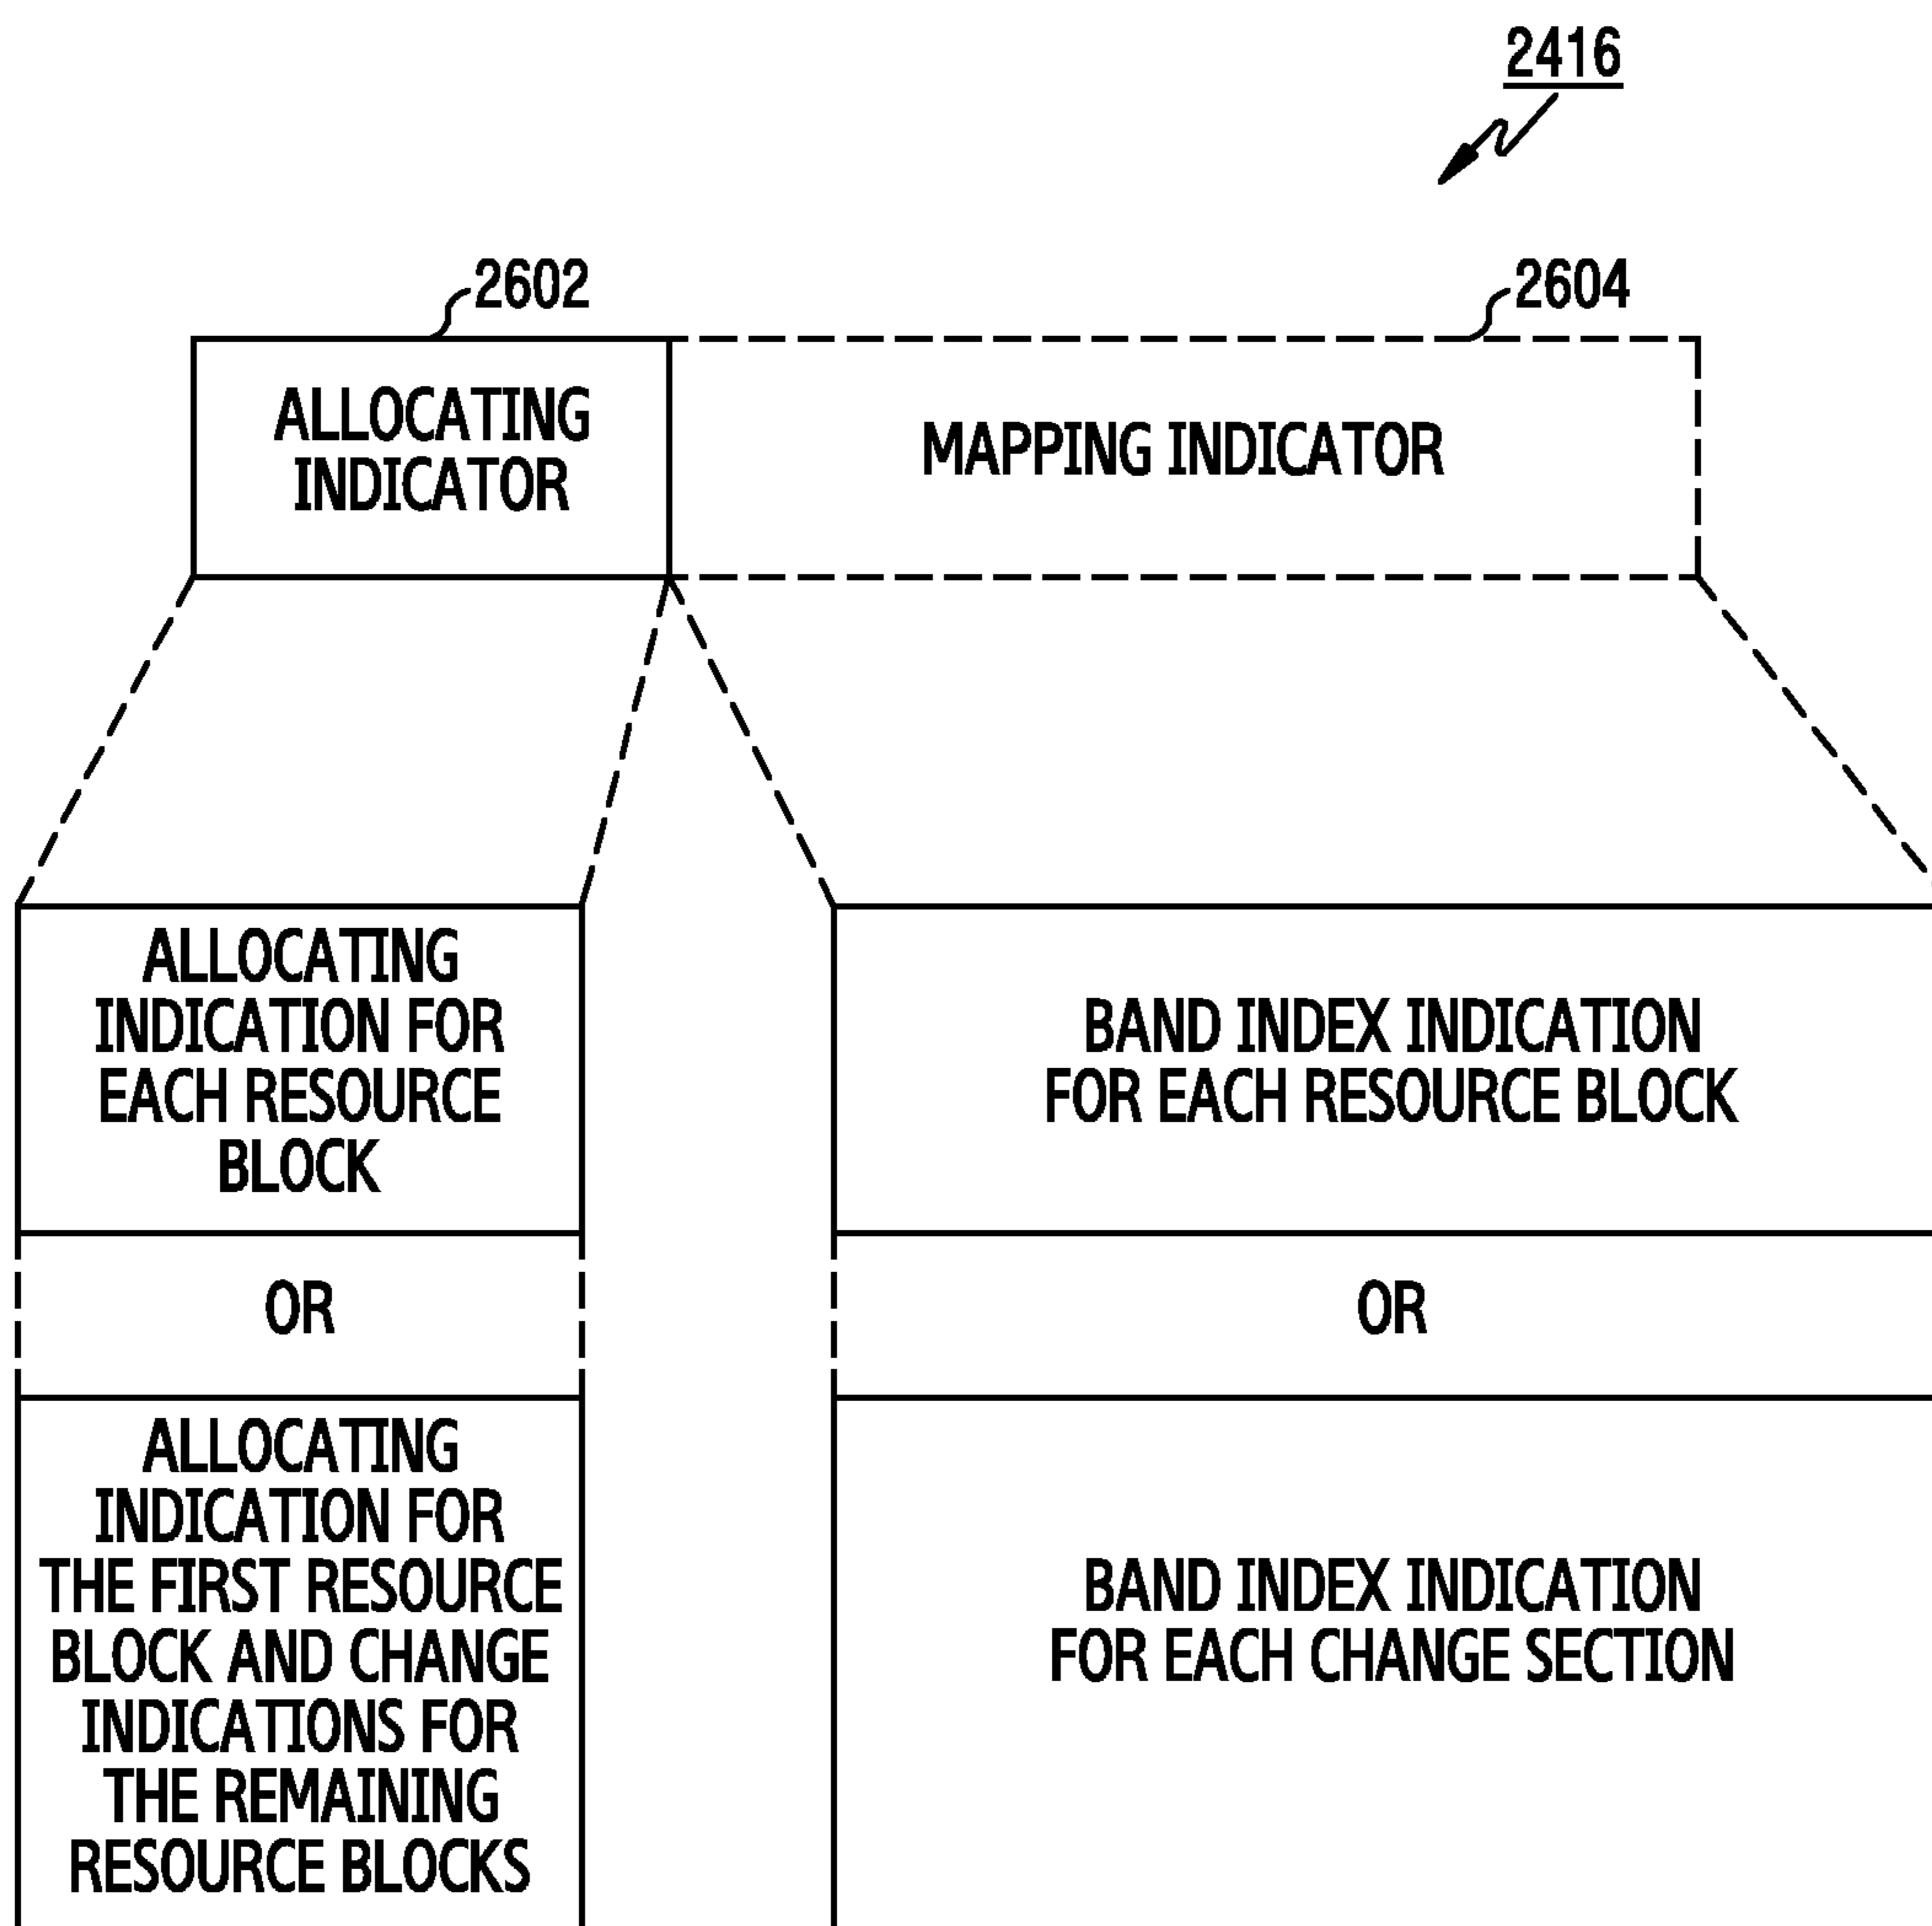 2416
2602
2604
ALLOCATING
INDICATOR
MAPPING INDICATOR
ALLOCATING
INDICATION FOR
EACH RESOURCE
BLOCK
BAND INDEX INDICATION
FOR EACH RESOURCE BLOCK
OR
OR
ALLOCATING
INDICATION FOR
THE FIRST RESOURCE
BLOCK AND CHANGE
INDICATIONS FOR
THE REMAINING
RESOURCE BLOCKS
BAND INDEX INDICATION
FOR EACH CHANGE SECTION